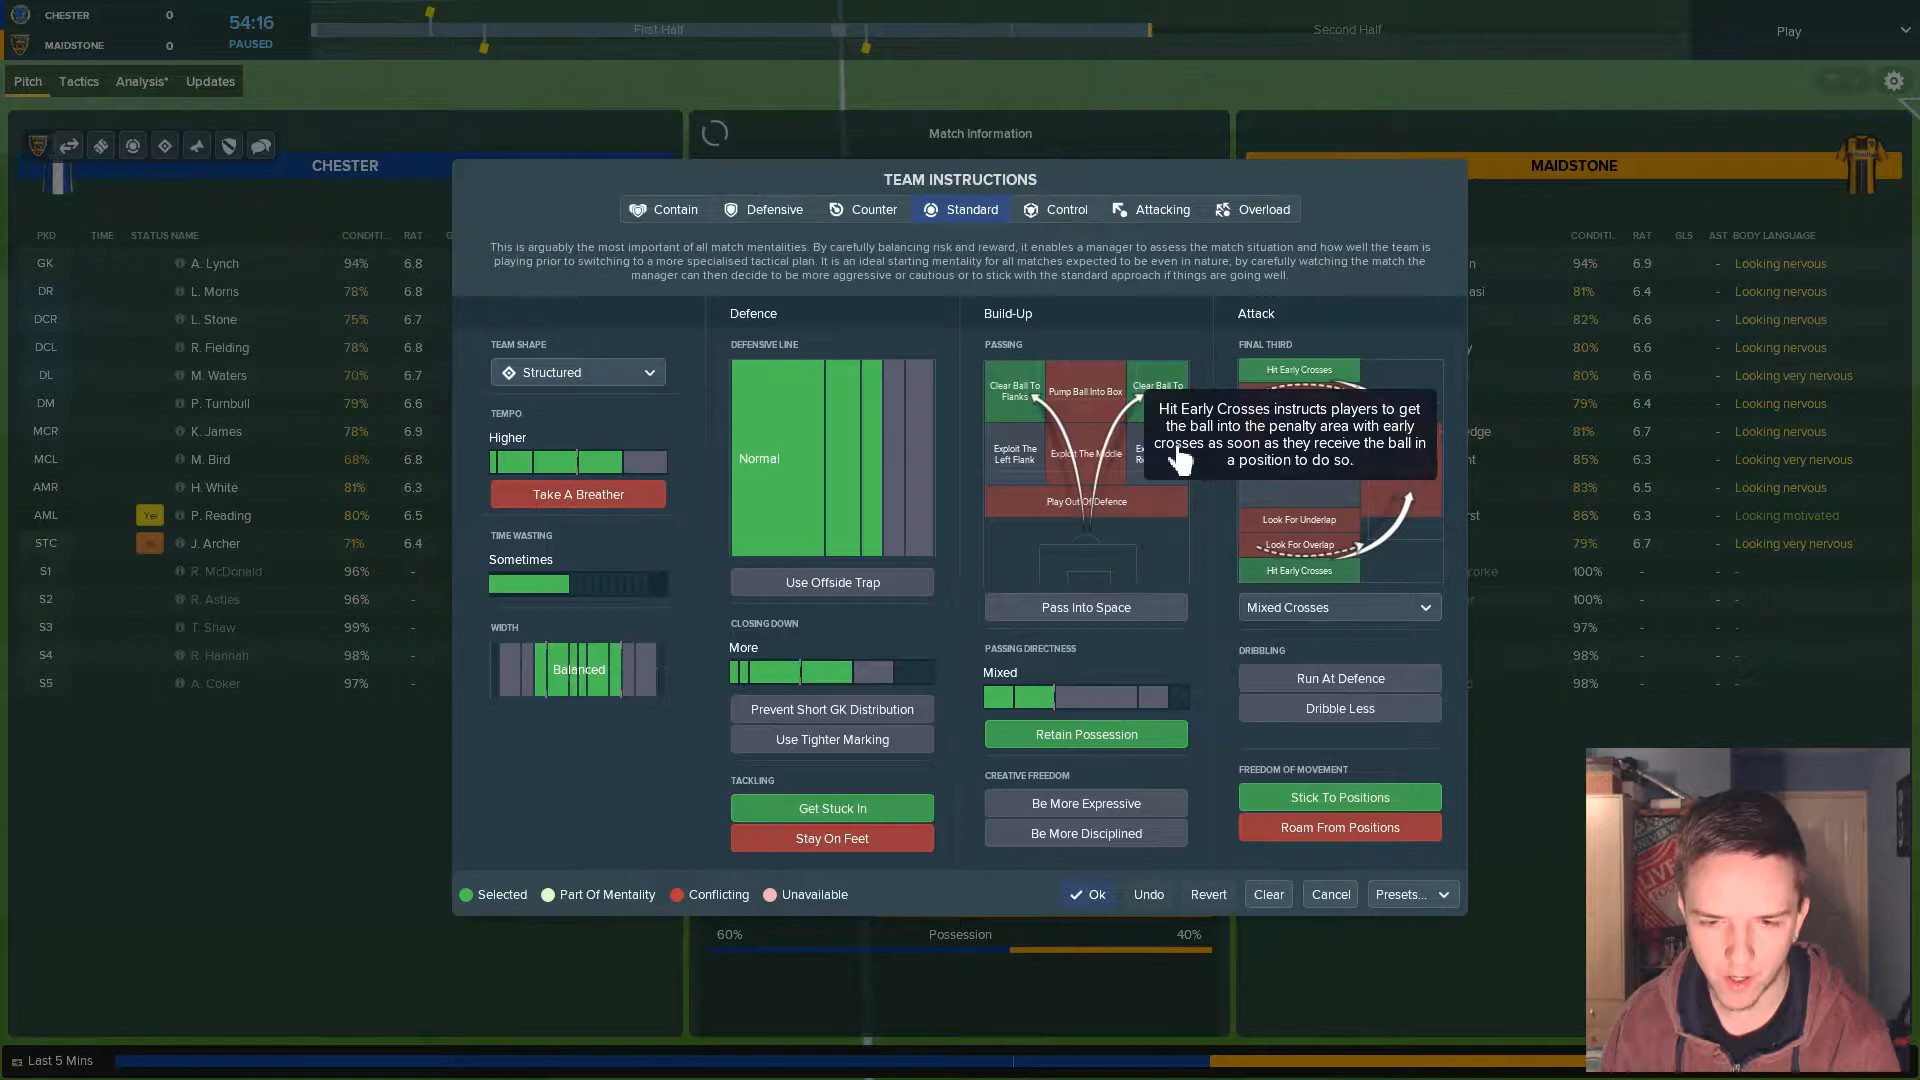 CHESTER 0
MAIDSTONE 0
54:16
PAUSED
First Half
Second Half
Play
Pitch Tactics Analysis* Updates
CHESTER
Match Information
MAIDSTONE
PKD TIME STATUS NAME CONDITI... RAT
GK A. Lynch 94% 6.8
DR L. Morris 78% 6.8
DCR L. Stone 75% 6.7
DCL R. Fielding 78% 6.8
DL M. Waters 70% 6.7
DM P. Turnbull 79% 6.6
MCR K. James 78% 6.9
MCL M. Bird 68% 6.8
AMR H. White 81% 6.3
AML Yel P. Reading 80% 6.5
STC J. Archer 71% 6.4
S1 R. McDonald 96% -
S2 R. Astles 96% -
S3 T. Shaw 99% -
S4 R. Hannah 98% -
S5 A. Coker 97% -
TEAM INSTRUCTIONS
Contain Defensive Counter Standard Control Attacking Overload
This is arguably the most important of all match mentalities. By carefully balancing risk and reward, it enables a manager to assess the match situation and how well the team is
playing prior to switching to a more specialised tactical plan. It is an ideal starting mentality for all matches expected to be even in nature; by carefully watching the match the
manager can then decide to be more aggressive or cautious or to stick with the standard approach if things are going well.
TEAM SHAPE
Structured
TEMPO
Higher
Take A Breather
TIME WASTING
Sometimes
WIDTH
Balanced
Defence
DEFENSIVE LINE
Normal
Use Offside Trap
CLOSING DOWN
More
Prevent Short GK Distribution
Use Tighter Marking
TACKLING
Get Stuck In
Stay On Feet
Build-Up
PASSING
Clear Ball To
Flanks
Pump Ball Into Box
Clear Ball To
Exploit The
Left Flank
Exploit The Middle
Play Out Of Defence
Pass Into Space
PASSING DIRECTNESS
Mixed
Retain Possession
CREATIVE FREEDOM
Be More Expressive
Be More Disciplined
Attack
FINAL THIRD
Hit Early Crosses
Hit Early Crosses instructs players to get
the ball into the penalty area with early
crosses as soon as they receive the ball in
a position to do so.
Look For Underlap
Look For Overlap
Hit Early Crosses
Mixed Crosses
DRIBBLING
Run At Defence
Dribble Less
FREEDOM OF MOVEMENT
Stick To Positions
Roam From Positions
Selected Part Of Mentality Conflicting Unavailable
Ok Undo Revert Clear Cancel Presets...
CONDITI... RAT GLS AST BODY LANGUAGE
94% 6.9 - Looking nervous
81% 6.4 - Looking nervous
82% 6.6 - Looking nervous
80% 6.6 - Looking nervous
80% 6.6 - Looking very nervous
79% 6.4 - Looking nervous
81% 6.7 - Looking nervous
85% 6.3 - Looking nervous
83% 6.5 - Looking nervous
86% 6.3 - Looking motivated
79% 6.7 - Looking very nervous
100% - -
100% - -
97% - -
98% - -
98% - -
60% Possession 40%
Last 5 Mins